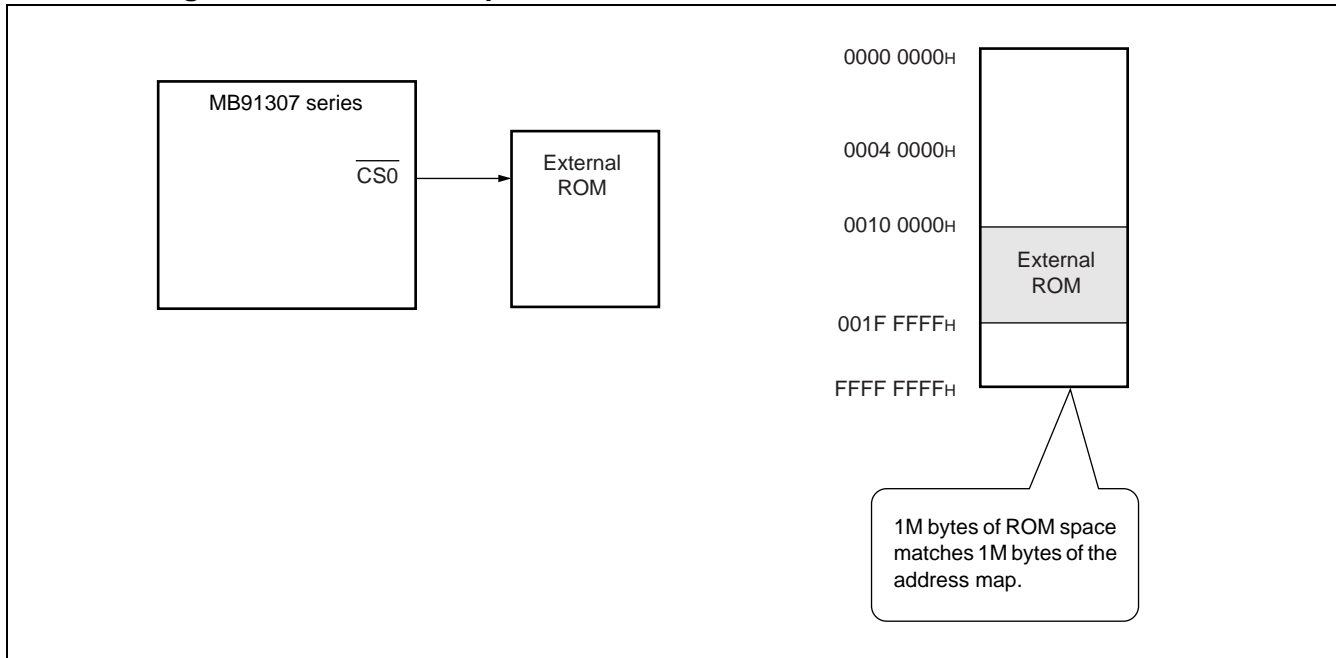 MB91307 series
CS0
External
ROM
0000 0000H
0004 0000H
0010 0000H
External
ROM
001F FFFFH
FFFF FFFFH
1M bytes of ROM space
matches 1M bytes of the
address map.